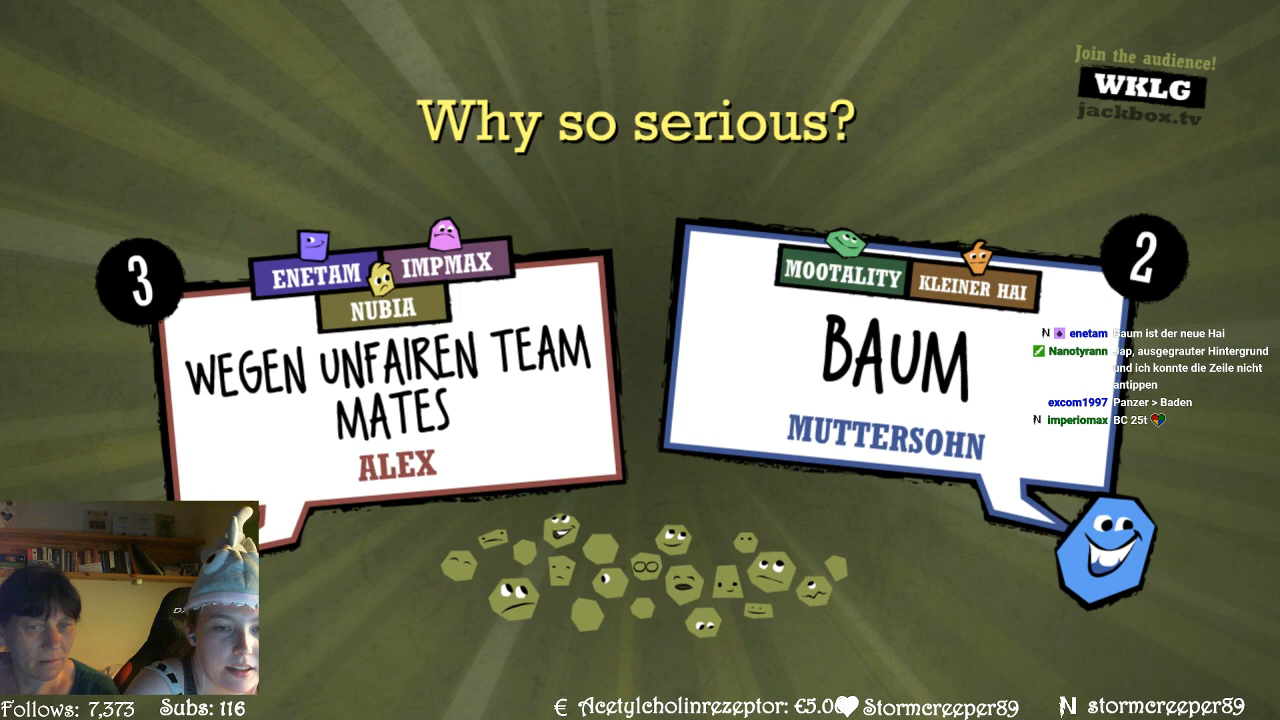 Join the audience!
WKLG
jackbox.tv
Why so serious?
3
ENETAM
IMPMAX
NUBIA
WEGEN UNFAIREN TEAM
MATES
ALEX
2
MOOTALITY
KLEINER HAI
BAUM
MUTTERSOHN
N enetam Baum ist der neue Hai
Nanotyrann Jap, ausgegrauter Hintergrund
und ich konnte die Zeile nicht
antippen
excom1997 Panzer > Baden
N imperiomax BC 25t
Follows: 7,373 Subs: 116 € Acetylcholinrezeptor: €5.0 Stormcreeper89 N stormcreeper89